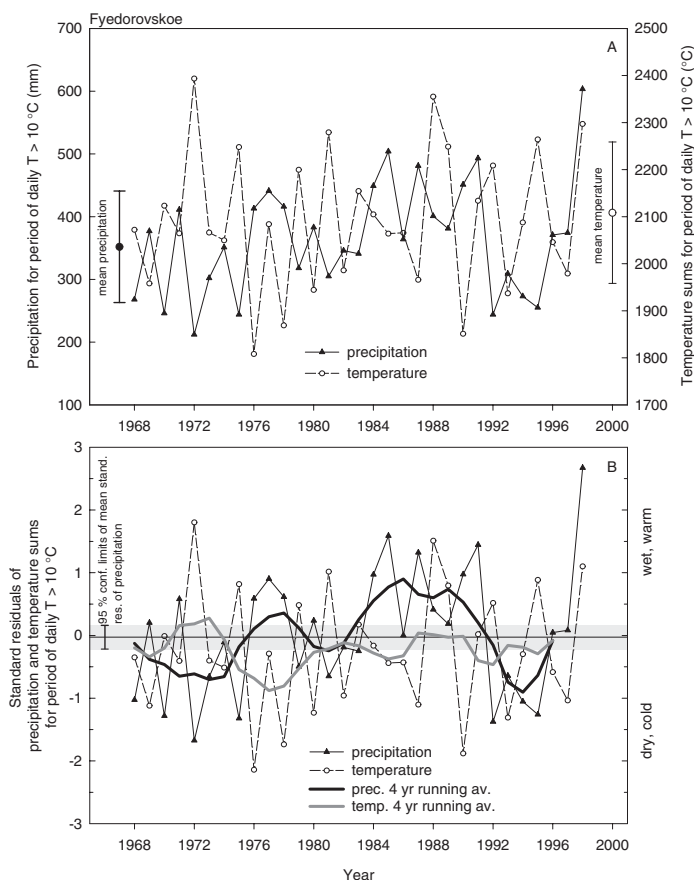 Fyedorovskoe
A
Precipitation for period of daily T > 10 °C (mm)
700
600
500
400
300
200
100
mean precipitation
precipitation
temperature
mean temperature
2500
2400
2300
2200
2100
2000
1900
1800
1700
Temperature sums for period of daily T > 10 °C (°C)
1968 1972 1976 1980 1984 1988 1992 1996 2000
B
Standard residuals of
precipitation and temperature sums
for period of daily T > 10 °C
3
2
1
0
-1
-2
-3
95 % conf. limits of mean stand.
res. of precipitation
wet, warm
dry, cold
precipitation
temperature
prec. 4 yr running av.
temp. 4 yr running av.
1968 1972 1976 1980 1984 1988 1992 1996 2000
Year